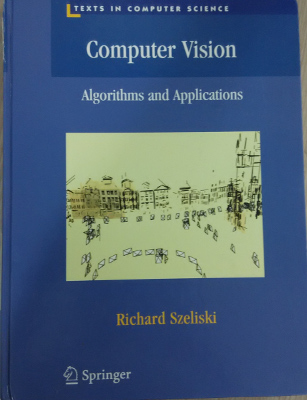 TEXTS IN COMPUTER SCIENCE
Computer Vision
Algorithms and Applications
Richard Szeliski
Springer